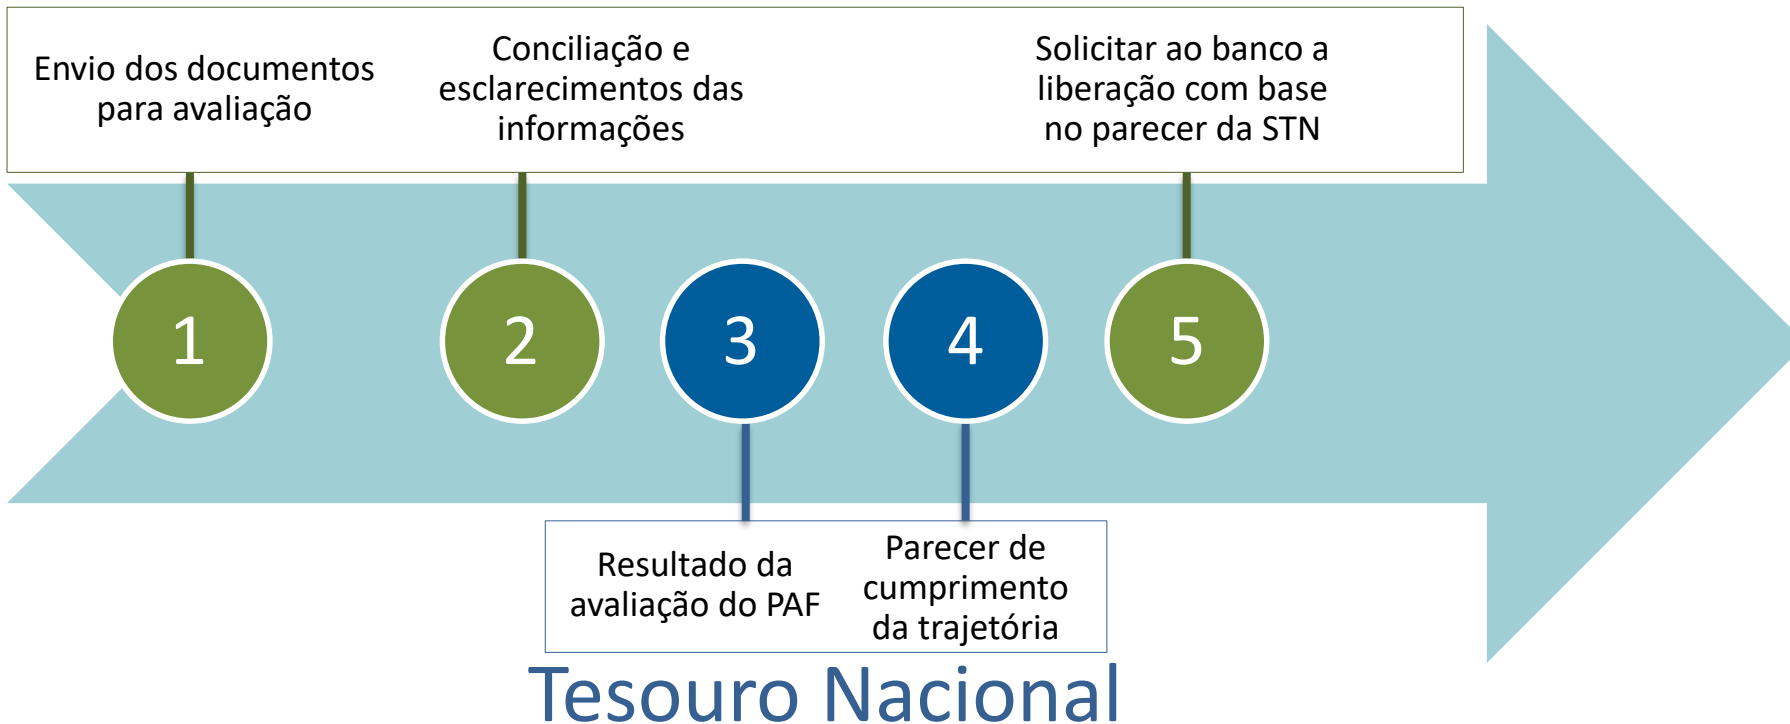 Envio dos documentos
para avaliação
Conciliação e
esclarecimentos das
informações
Solicitar ao banco a
liberação com base
no parecer da STN
1
2
3
4
5
Resultado da
avaliação do PAF
Parecer de
cumprimento
da trajetória
Tesouro Nacional